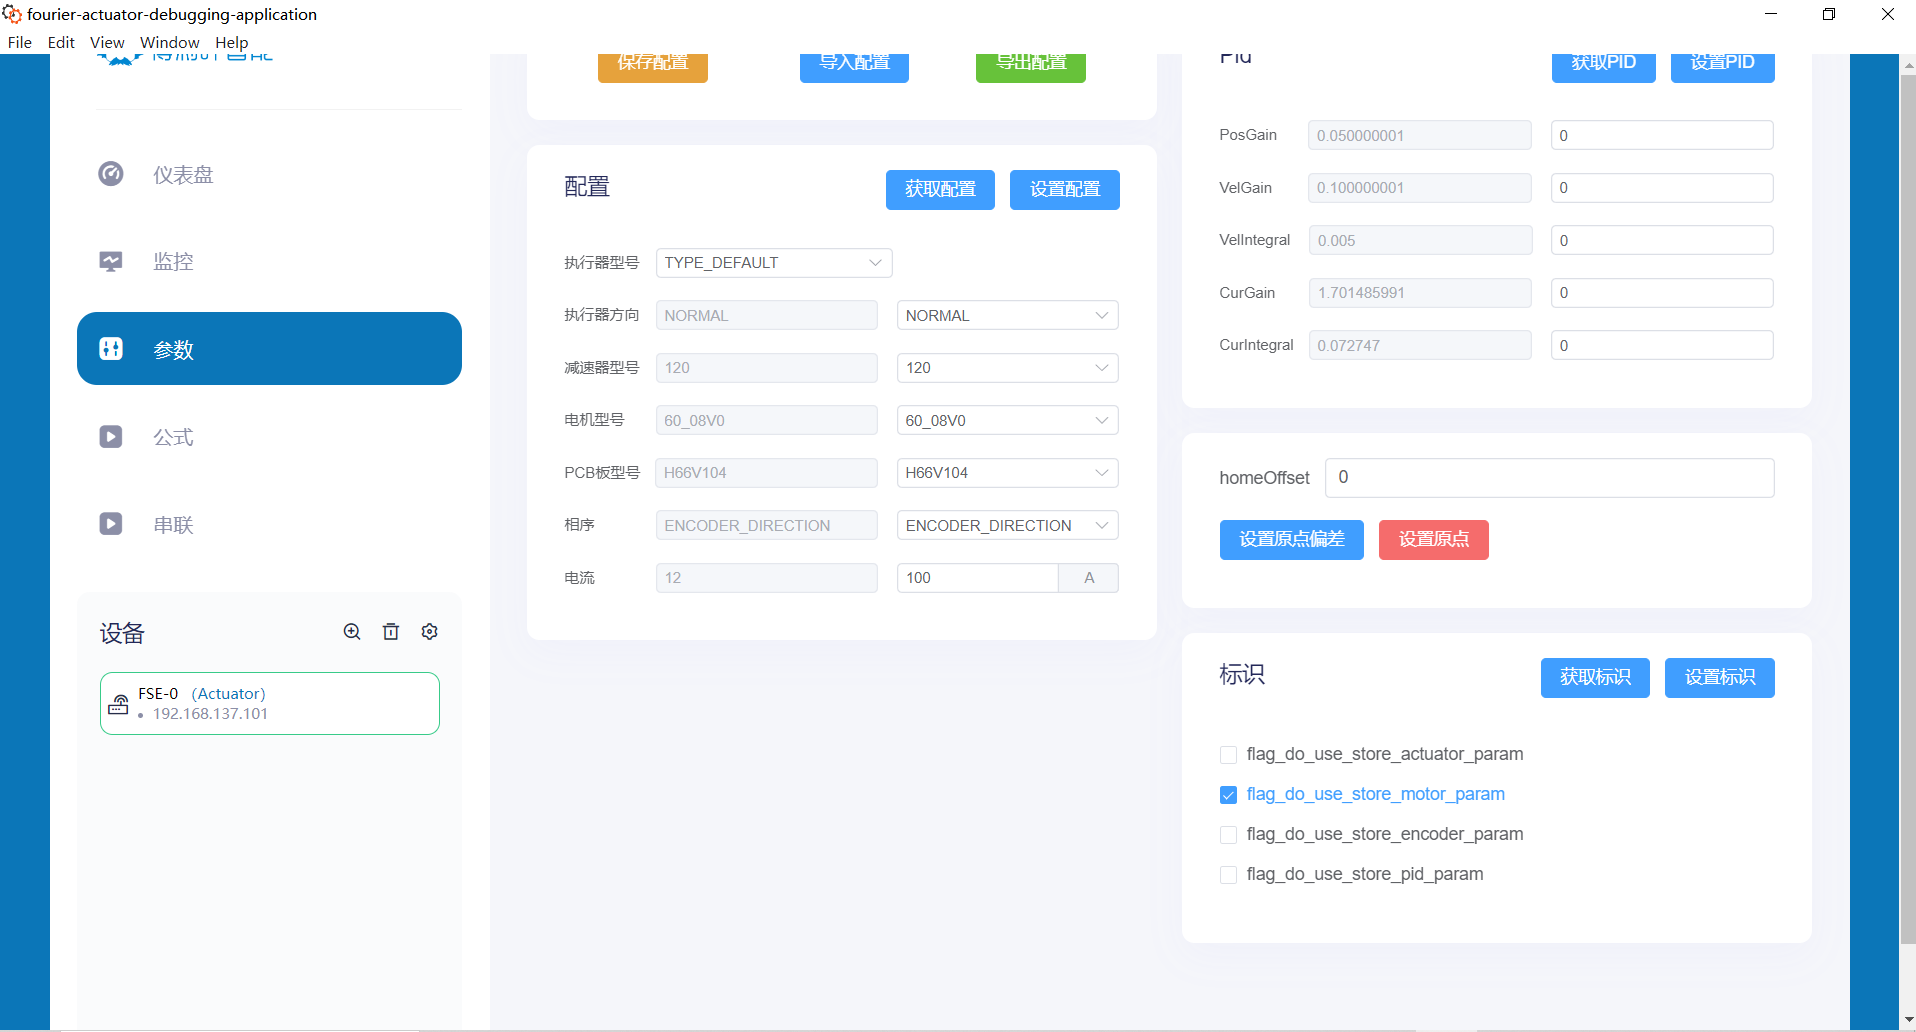 fourier-actuator-debugging-application
File Edit View Window Help
仪表盘
监控
参数
公式
串联
设备
FSE-0 (Actuator)
192.168.137.101
保存配置 导入配置 导出配置
配置 获取配置 设置配置
执行器型号 TYPE_DEFAULT
执行器方向 NORMAL NORMAL
减速器型号 120 120
电机型号 60_08V0 60_08V0
PCB板型号 H66V104 H66V104
相序 ENCODER_DIRECTION ENCODER_DIRECTION
电流 12 100 A
Pid 获取PID 设置PID
PosGain 0.050000001 0
VelGain 0.100000001 0
VelIntegral 0.005 0
CurGain 1.701485991 0
CurIntegral 0.072747 0
homeOffset 0
设置原点偏差 设置原点
标识 获取标识 设置标识
flag_do_use_store_actuator_param
flag_do_use_store_motor_param
flag_do_use_store_encoder_param
flag_do_use_store_pid_param